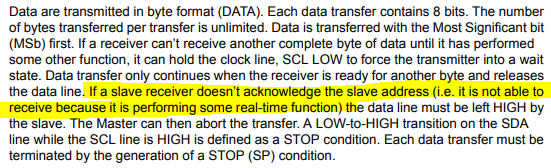 Data are transmitted in byte format (DATA). Each data transfer contains 8 bits. The number
of bytes transferred per transfer is unlimited. Data is transferred with the Most Significant bit
(MSb) first. If a receiver can't receive another complete byte of data until it has performed
some other function, it can hold the clock line, SCL LOW to force the transmitter into a wait
state. Data transfer only continues when the receiver is ready for another byte and releases
the data line. If a slave receiver doesn't acknowledge the slave address (i.e. it is not able to
receive because it is performing some real-time function) the data line must be left HIGH by
the slave. The Master can then abort the transfer. A LOW-to-HIGH transition on the SDA
line while the SCL line is HIGH is defined as a STOP condition. Each data transfer must be
terminated by the generation of a STOP (SP) condition.